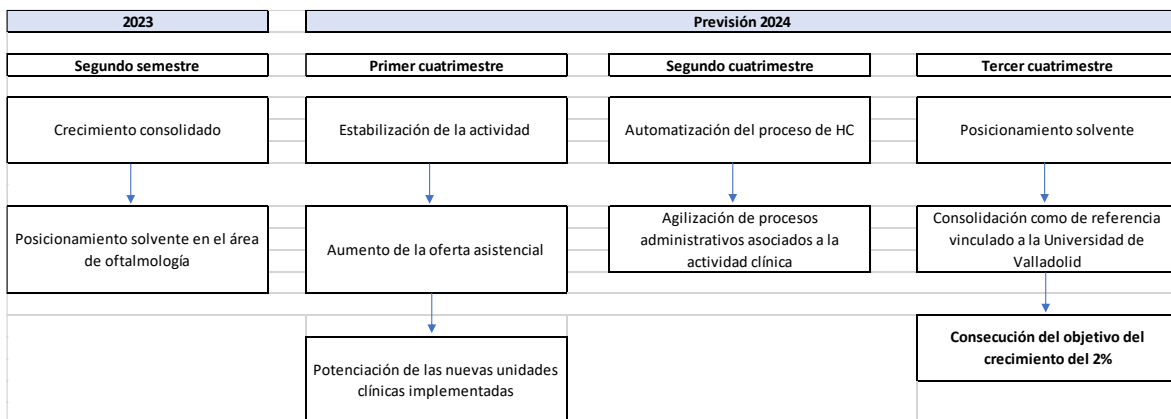 2023
Previsión 2024
Segundo semestre
Primer cuatrimestre
Segundo cuatrimestre
Tercer cuatrimestre
Crecimiento consolidado
Estabilización de la actividad
Automatización del proceso de HC
Posicionamiento solvente
Posicionamiento solvente en el área
de oftalmología
Aumento de la oferta asistencial
Agilización de procesos
administrativos asociados a la
actividad clínica
Consolidación como de referencia
vinculado a la Universidad de
Valladolid
Potenciación de las nuevas unidades
clínicas implementadas
Consecución del objetivo del
crecimiento del 2%